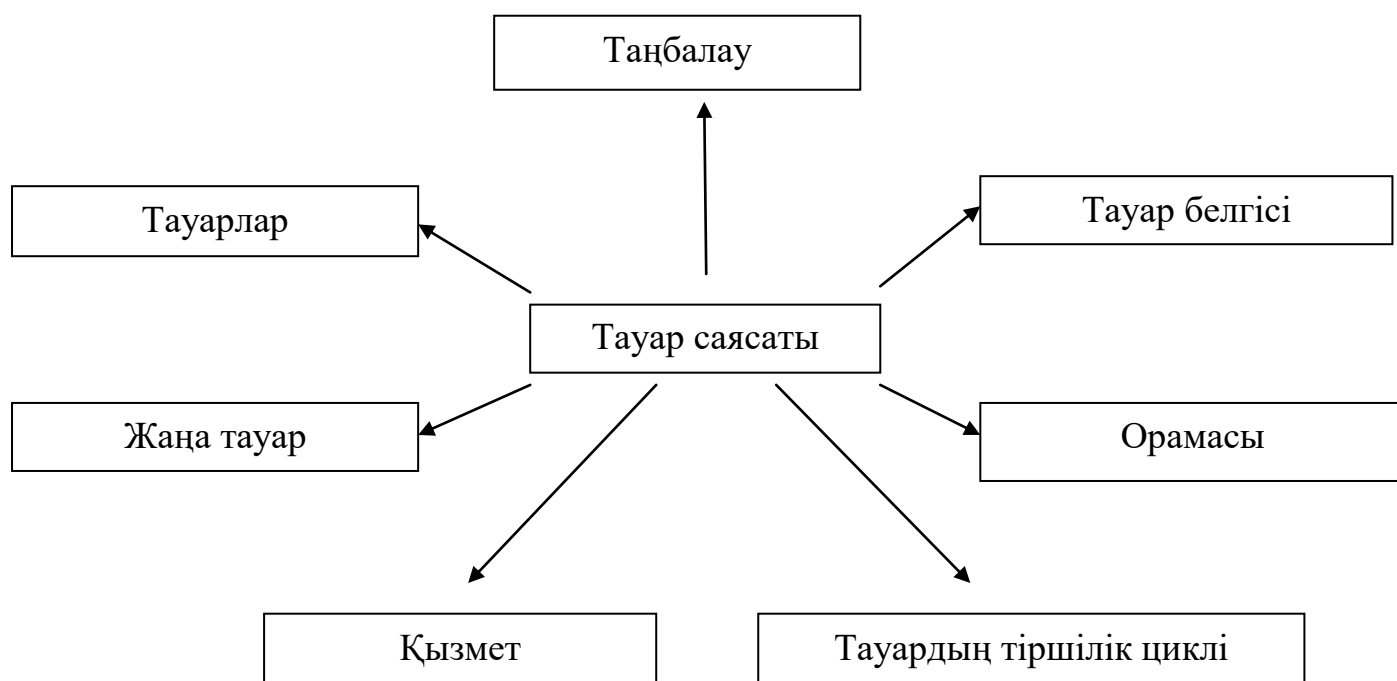 Таңбалау
Тауарлар
Тауар белгісі
Тауар саясаты
Жаңа тауар
Орамасы
Қызмет
Тауардың тіршілік циклі